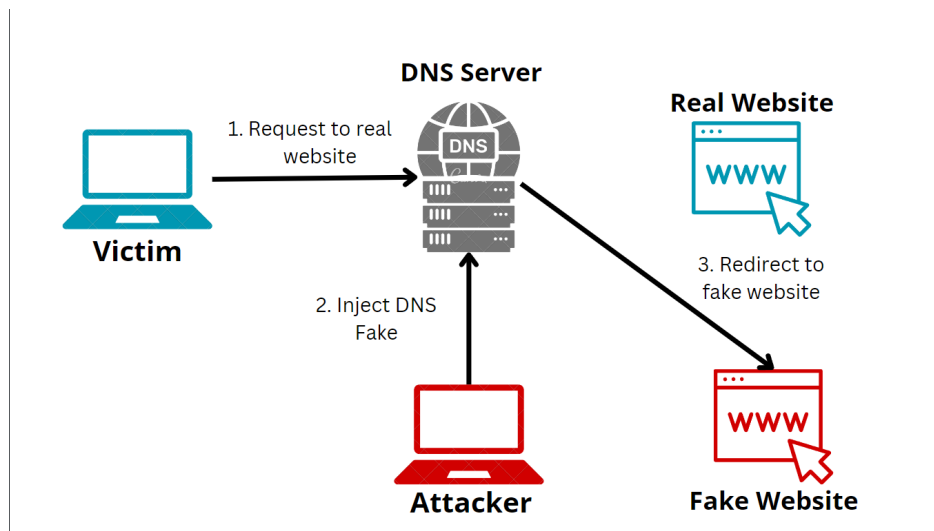 DNS Server
Real Website
1. Request to real
website
DNS
WWW
Victim
3. Redirect to
fake website
2. Inject DNS
Fake
WWW
Attacker
Fake Website